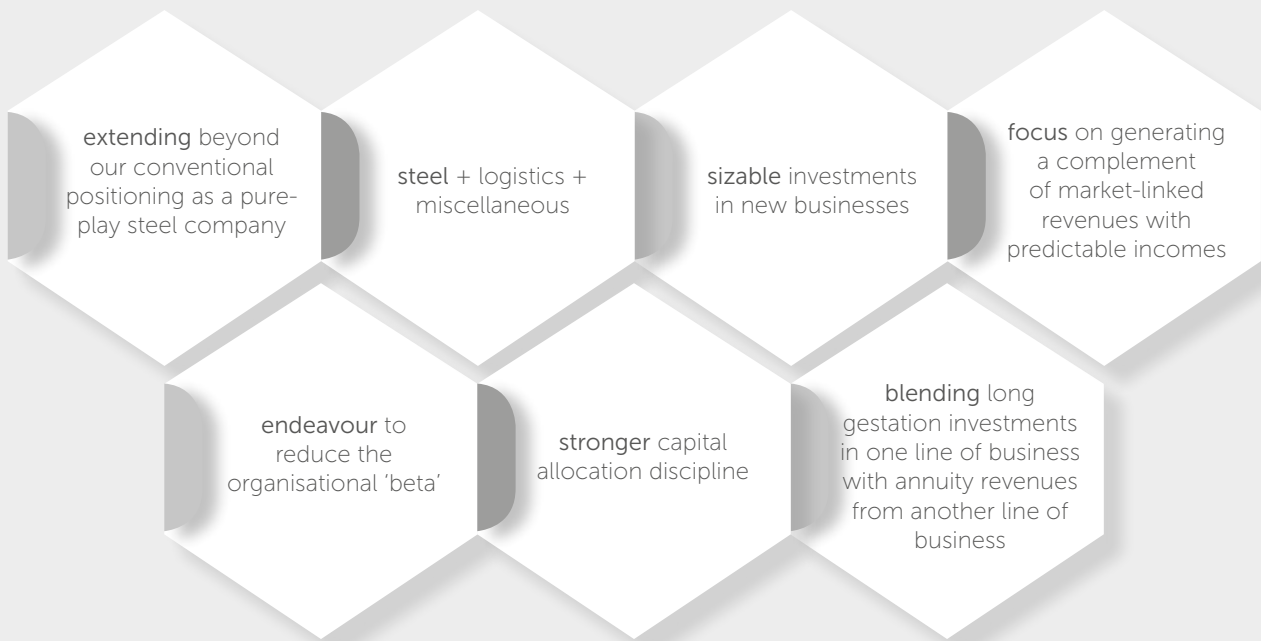 extending beyond
our conventional
positioning as a pure-
play steel company
steel + logistics +
miscellaneous
sizable investments
in new businesses
focus on generating
a complement
of market-linked
revenues with
predictable incomes
endeavour to
reduce the
organisational ‘beta’
stronger capital
allocation discipline
blending long
gestation investments
in one line of business
with annuity revenues
from another line of
business